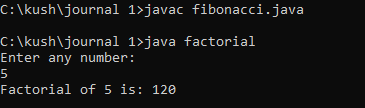 C:\kush\journal 1>javac fibonacci.java
C:\kush\journal 1>java factorial
Enter any number:
5
Factorial of 5 is: 120